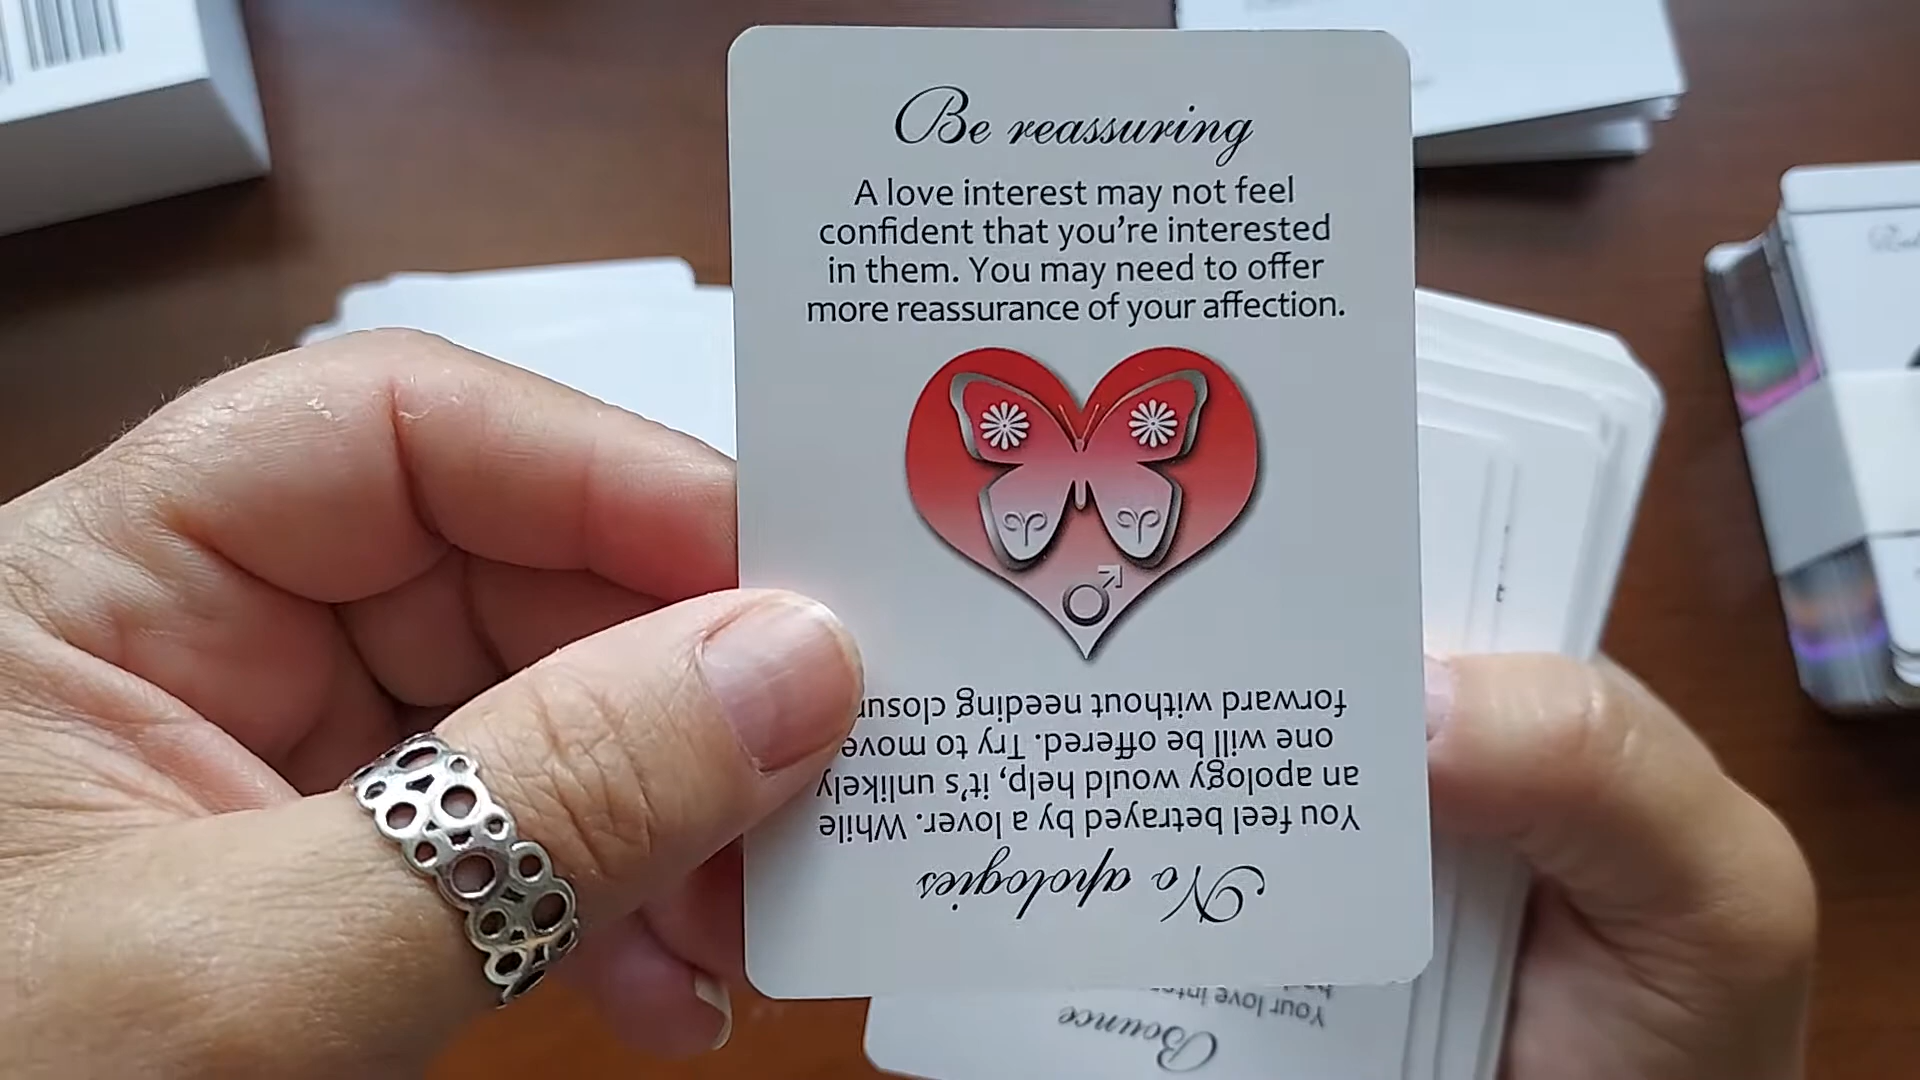 Be reassuring
A love interest may not feel
confident that you're interested
in them. You may need to offer
more reassurance of your affection.
No apologies
You feel betrayed by a lover. While
an apology would help, it's unlikely
one will be offered. Try to move
forward without needing
Bounce
Your love